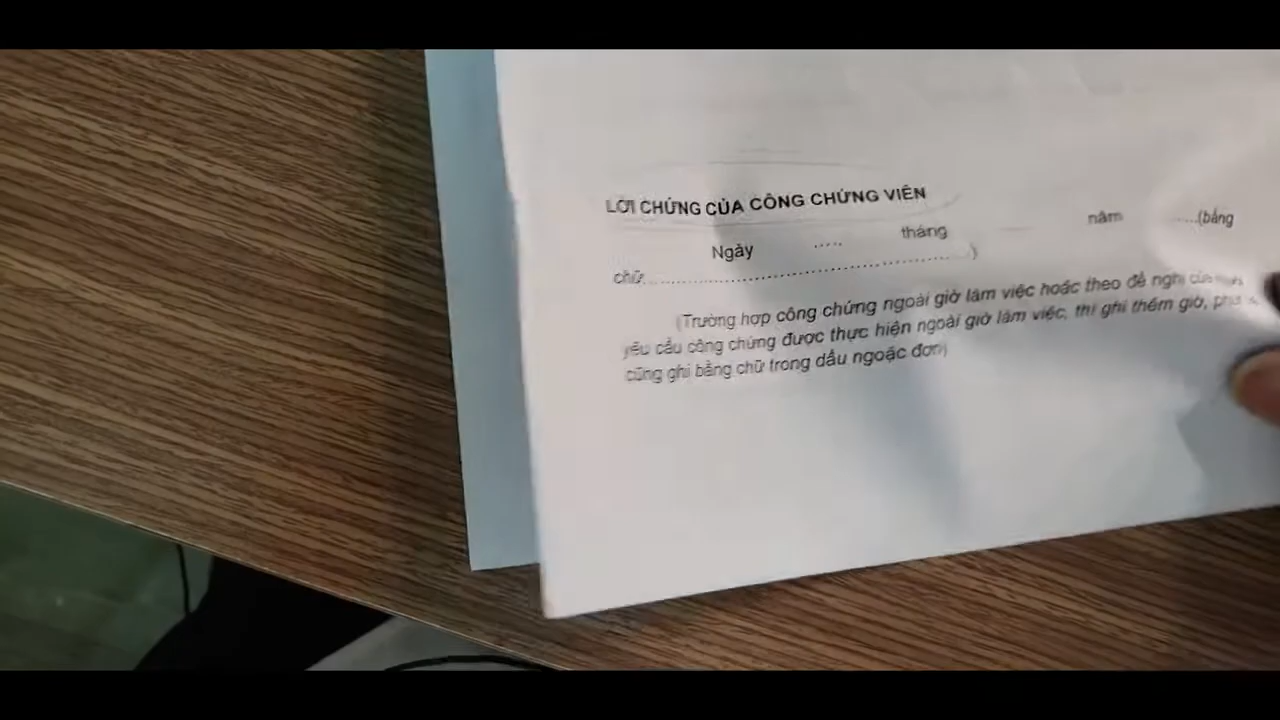 LỜI CHỨNG CỦA CÔNG CHỨNG VIÊN
Ngày ..... tháng ..... năm ......(bằng
chữ................................................)
(Trường hợp công chứng ngoài giờ làm việc hoặc theo đề nghị của
yêu cầu công chứng được thực hiện ngoài giờ làm việc, thì ghi thêm giờ,
cũng ghi bằng chữ trong dấu ngoặc đơn)